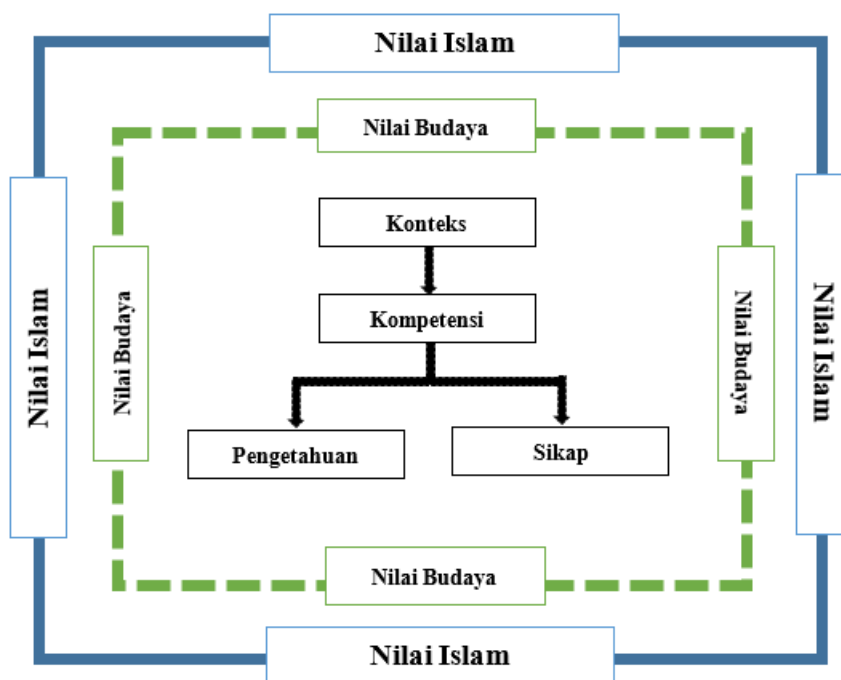 Nilai Islam
Nilai Budaya
Konteks
Nilai Islam
Nilai Budaya
Kompetensi
Nilai Budaya
Nilai Islam
Pengetahuan
Sikap
Nilai Budaya
Nilai Islam